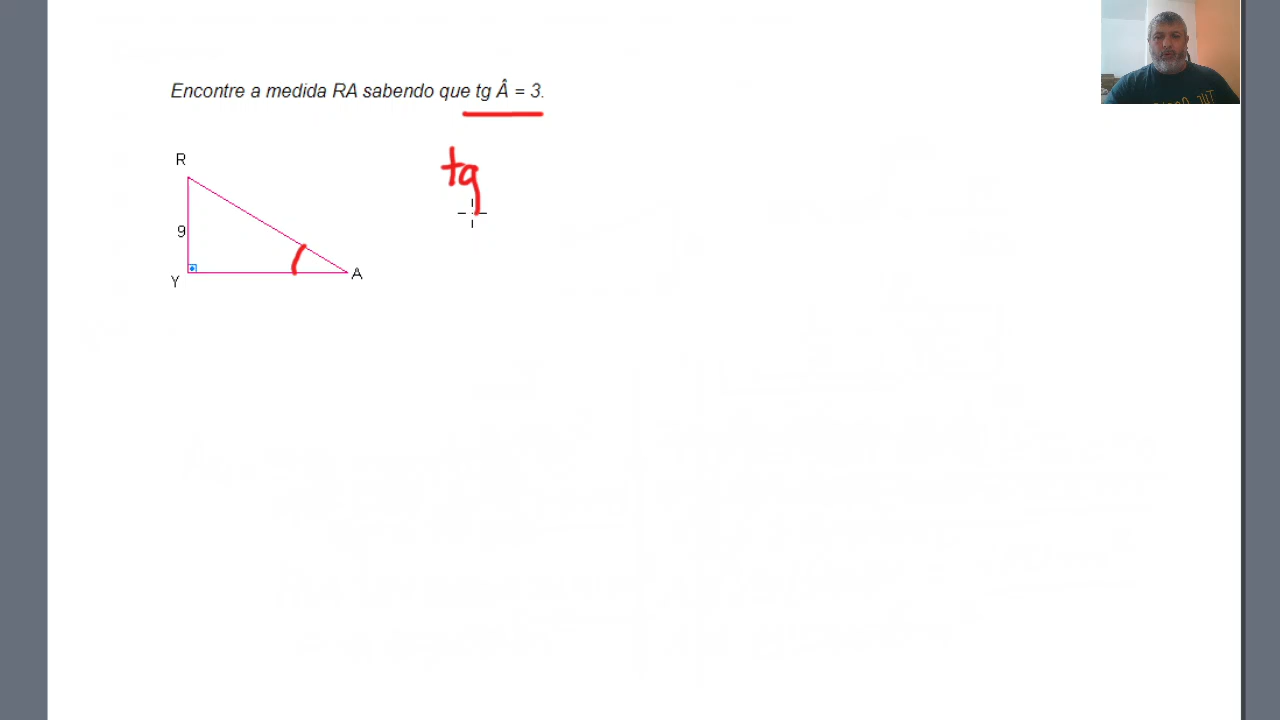 Encontre a medida RA sabendo que tg Â = 3.
tg
R
9
Y
A